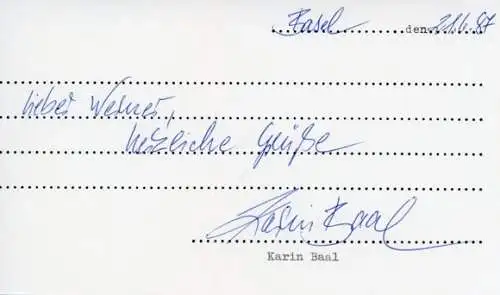 Basel den 21.6.87
Lieber Werner,
herzliche Grüße
Karin Baal
Karin Baal